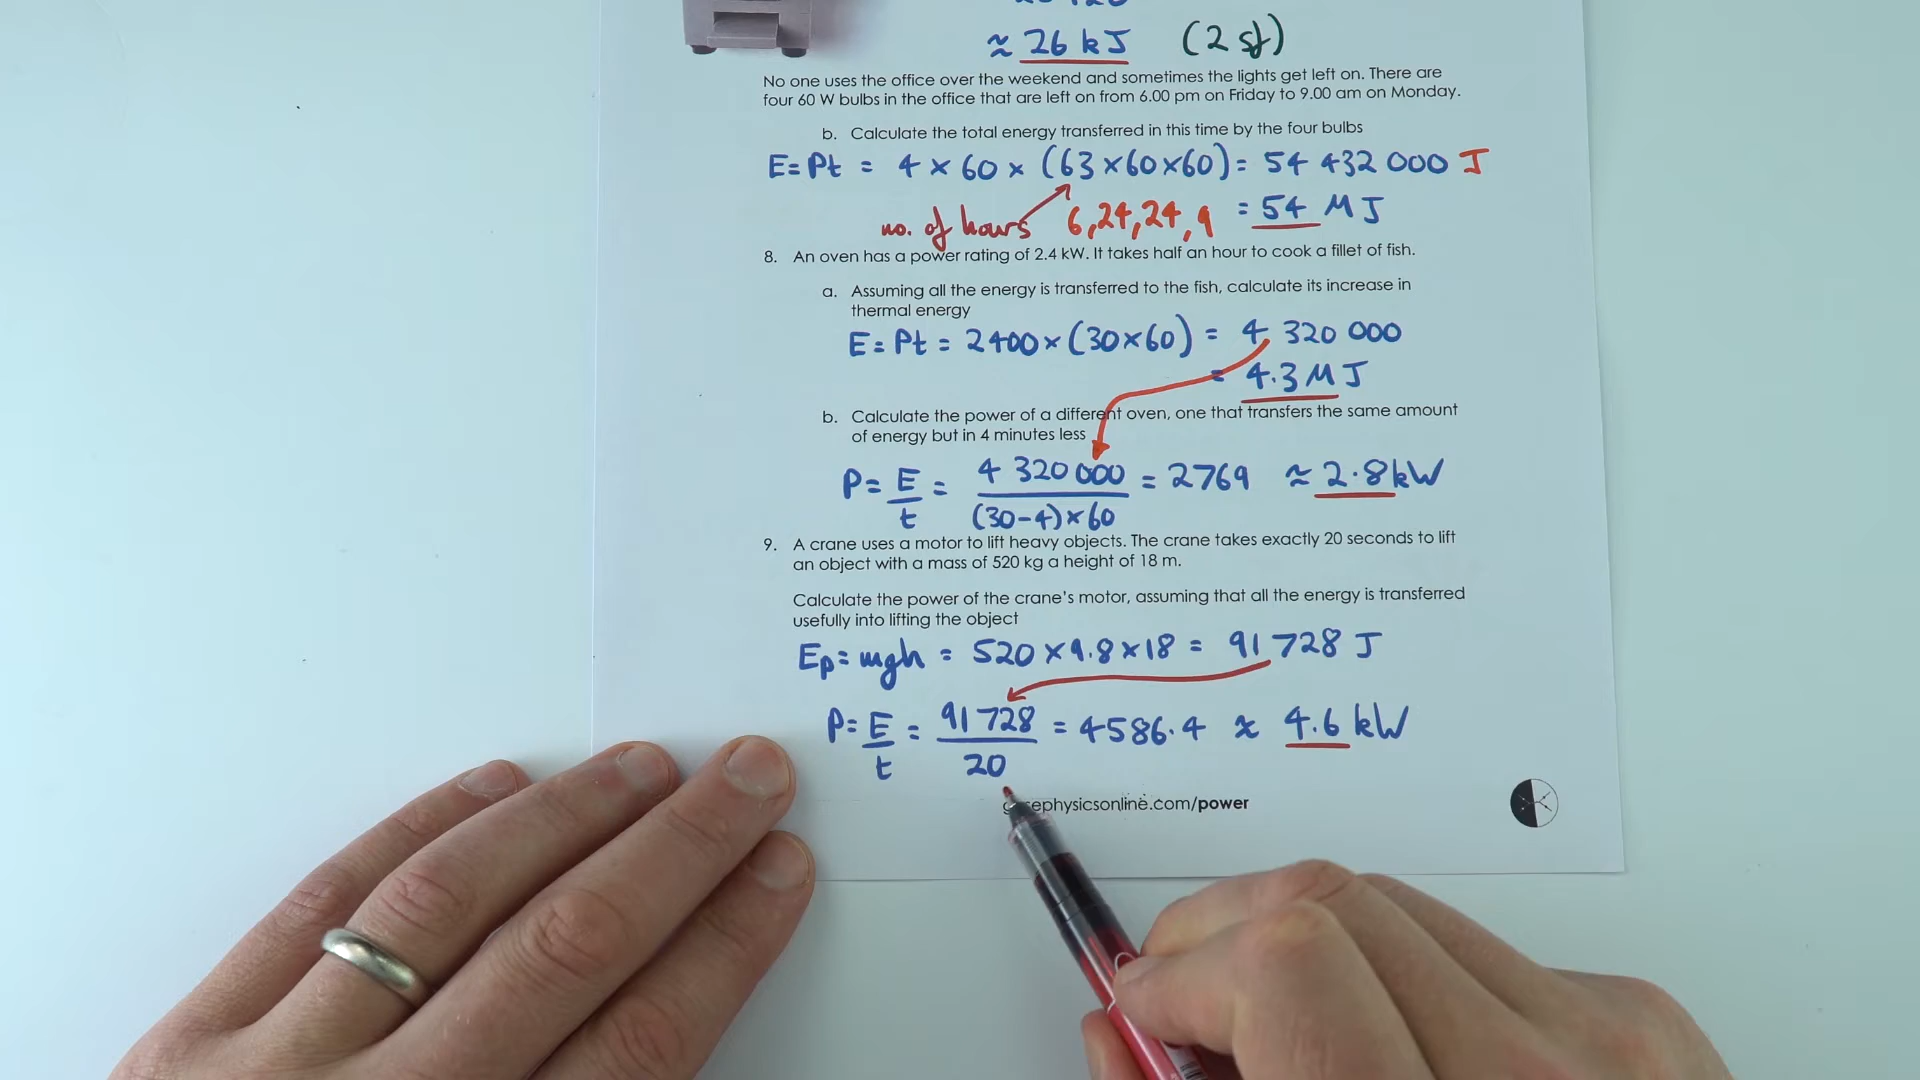 ≈ 26 kJ (2 sf)
No one uses the office over the weekend and sometimes the lights get left on. There are
four 60 W bulbs in the office that are left on from 6.00 pm on Friday to 9.00 am on Monday.
b. Calculate the total energy transferred in this time by the four bulbs
E = Pt = 4 × 60 × (63×60×60) = 54 432 000 J
no. of hours 6,24,24,9 = 54 MJ
8. An oven has a power rating of 2.4 kW. It takes half an hour to cook a fillet of fish.
a. Assuming all the energy is transferred to the fish, calculate its increase in
thermal energy
E = Pt = 2400 × (30×60) = 4 320 000
= 4.3 MJ
b. Calculate the power of a different oven, one that transfers the same amount
of energy but in 4 minutes less
P = E/t = 4 320 000/(30-4)×60 = 2769 ≈ 2.8 kW
9. A crane uses a motor to lift heavy objects. The crane takes exactly 20 seconds to lift
an object with a mass of 520 kg a height of 18 m.
Calculate the power of the crane's motor, assuming that all the energy is transferred
usefully into lifting the object
Ep = mgh = 520 × 9.8 × 18 = 91 728 J
P = E/t = 91 728/20 = 4586.4 ≈ 4.6 kW
sephysicsonline.com/power